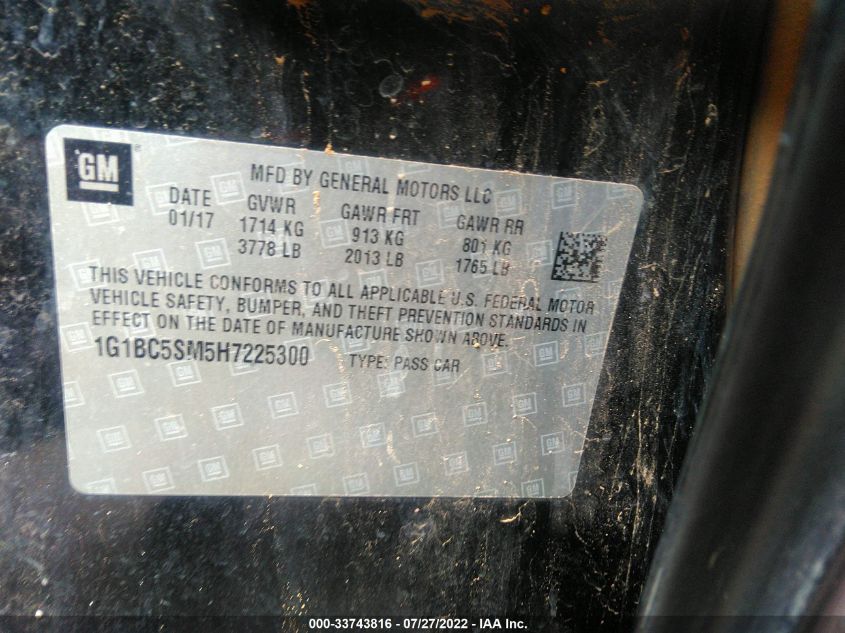 GM
MFD BY GENERAL MOTORS LLC
DATE GVWR GAWR FRT GAWR RR
01/17 1714 KG 913 KG 801 KG
3778 LB 2013 LB 1765 LB
THIS VEHICLE CONFORMS TO ALL APPLICABLE U.S. FEDERAL MOTOR
VEHICLE SAFETY, BUMPER, AND THEFT PREVENTION STANDARDS IN
EFFECT ON THE DATE OF MANUFACTURE SHOWN ABOVE.
1G1BC5SM5H7225300 TYPE: PASS CAR
000-33743816 - 07/27/2022 - IAA Inc.